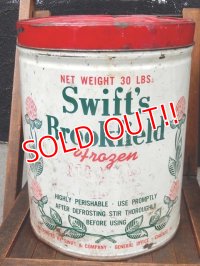 NET WEIGHT 30 LBS.
Swift's
SOLD OUT!!
Brookfield
Frozen
HIGHLY PERISHABLE - USE PROMPTLY
AFTER DEFROSTING STIR THOROUGHLY
BEFORE USING
& COMPANY - GENERAL OFFICE